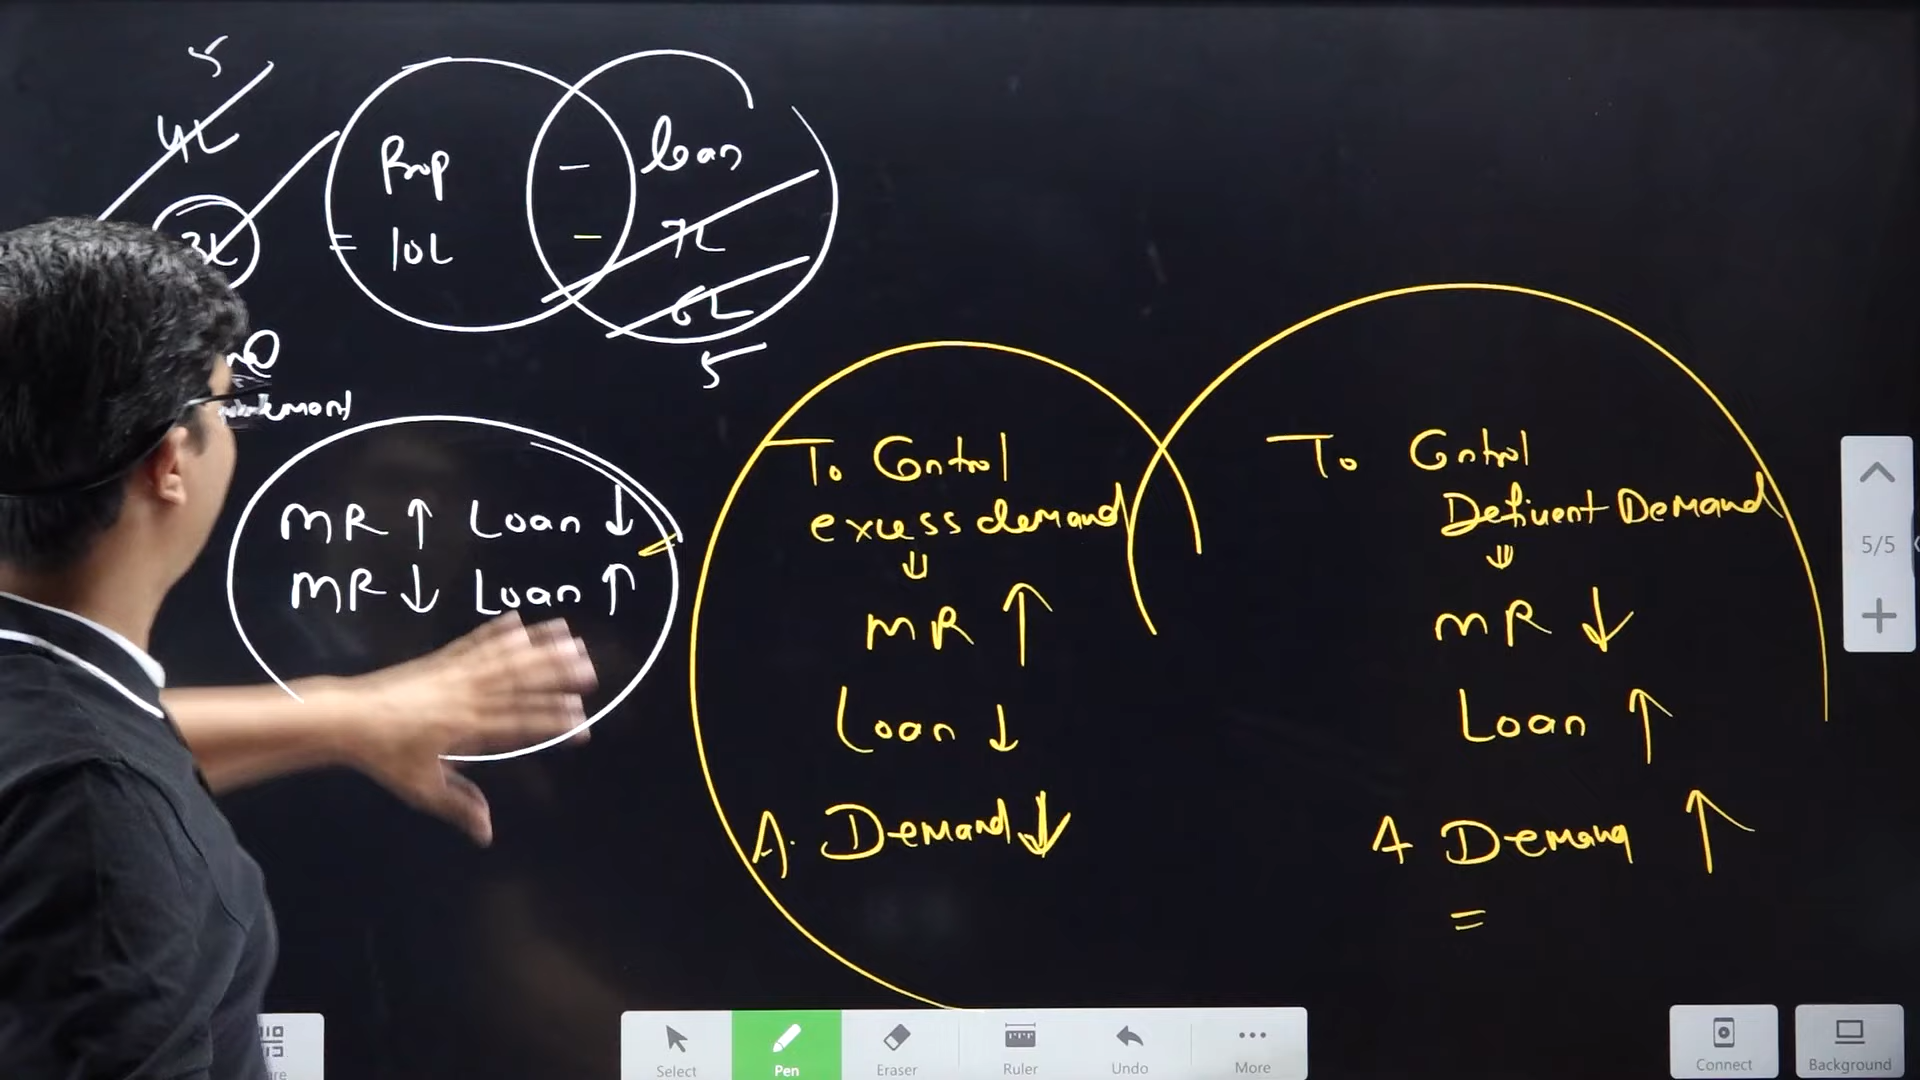 5
4L
Prop - loan
3L = 10L - 7L
6L
5
MR ↑ Loan ↓
MR ↓ Loan ↑
To Control
excess demand
⇓
MR ↑
Loan ↓
A. Demand ↓
To Control
Deficient Demand
⇓
MR ↓
Loan ↑
A Demand ↑
=
5/5
+
Select
Pen
Eraser
Ruler
Undo
More
Connect
Background